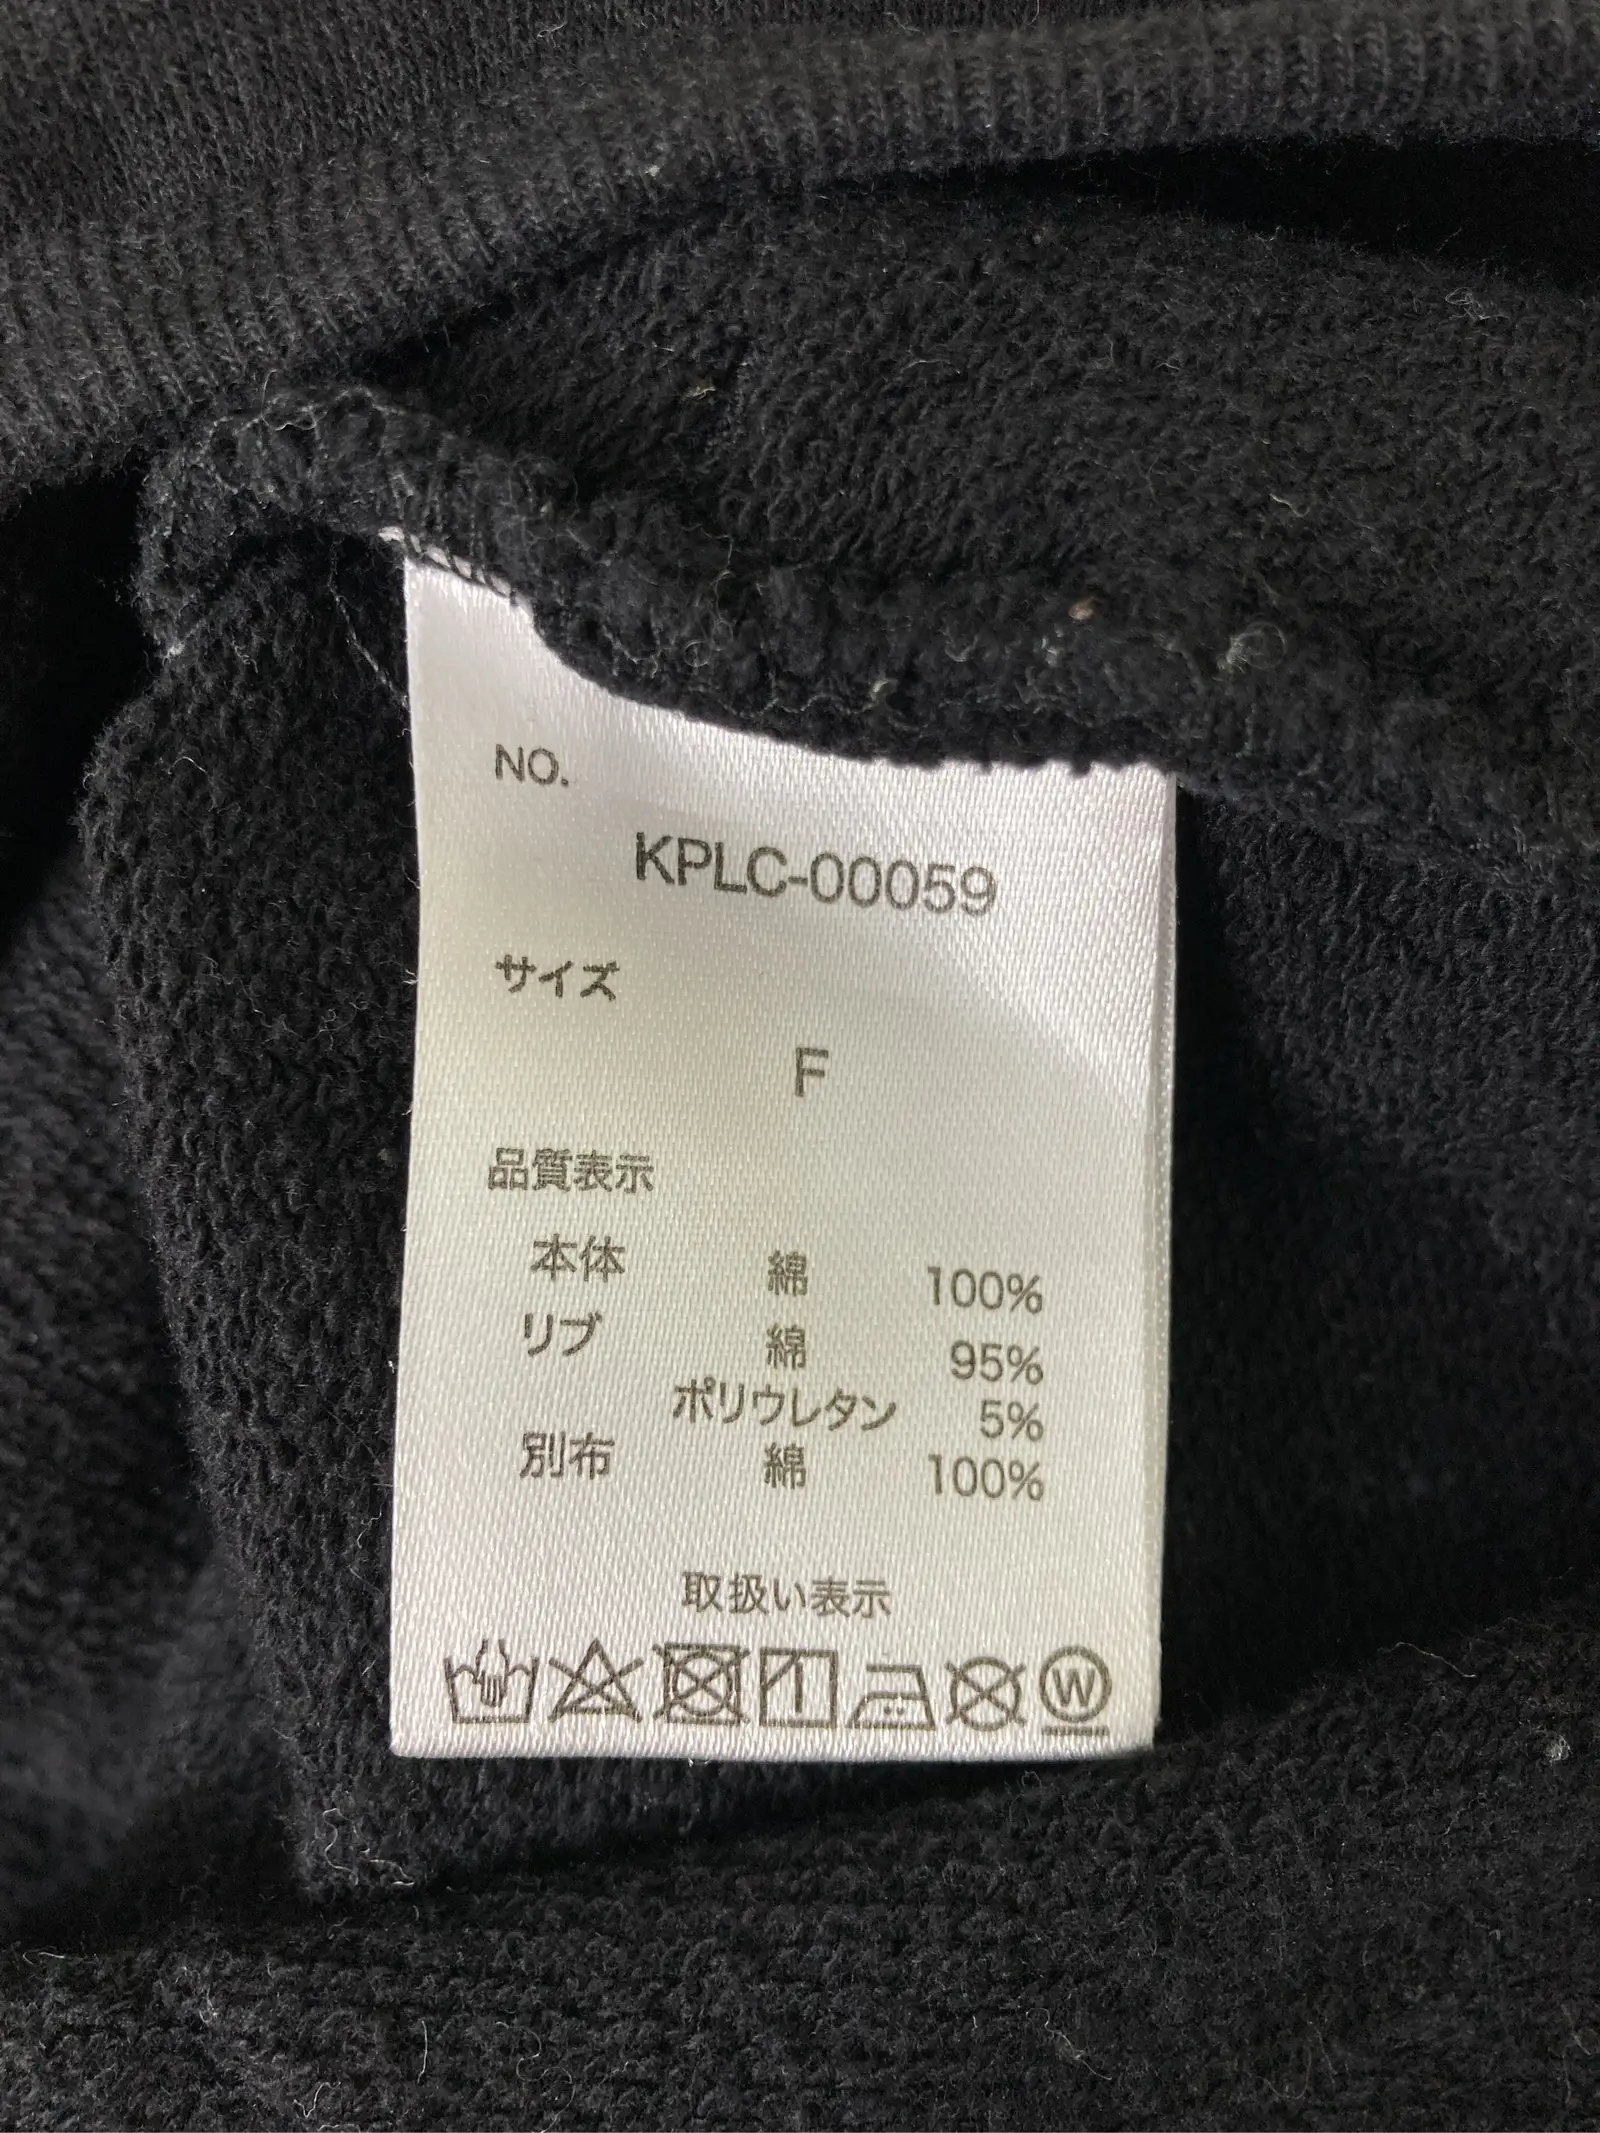 NO.
KPLC-00059
サイズ
F
品質表示
本体 綿 100%
リブ 綿 95%
ポリウレタン 5%
別布 綿 100%
取扱い表示
W